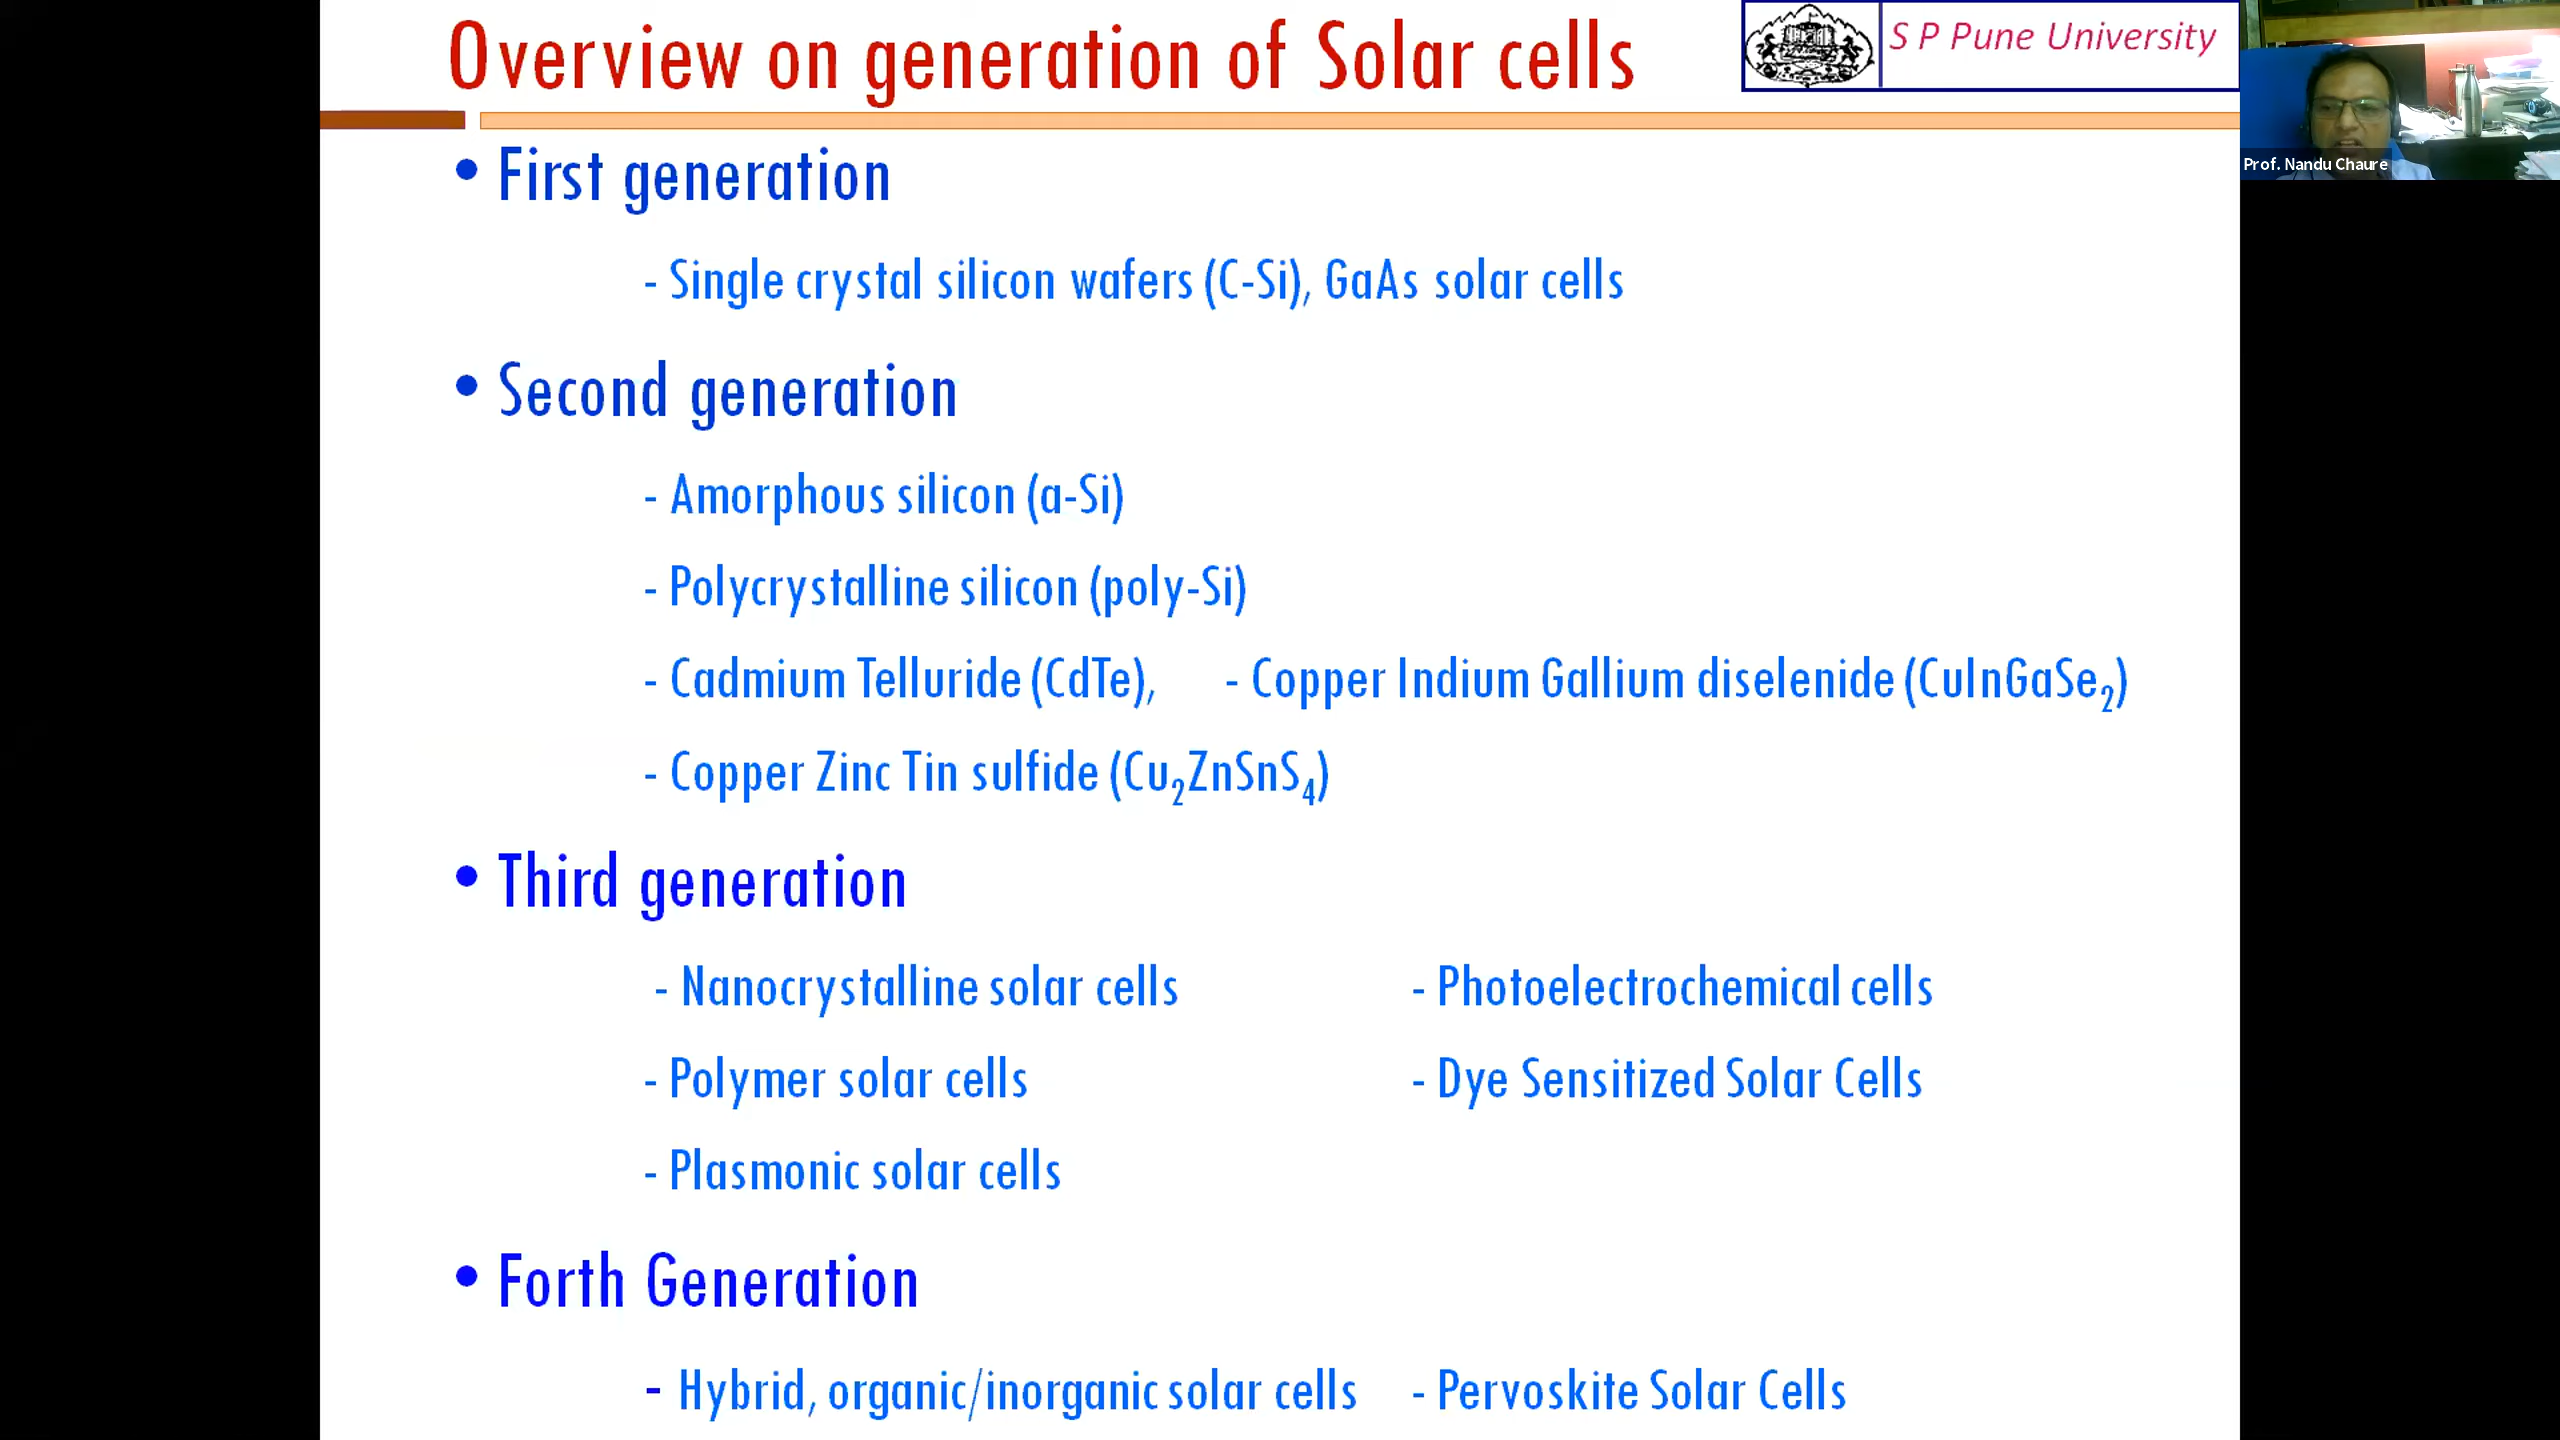 Overview on generation of Solar cells
S P Pune University
Prof. Nandu Chaure
• First generation
- Single crystal silicon wafers (C-Si), GaAs solar cells
• Second generation
- Amorphous silicon (a-Si)
- Polycrystalline silicon (poly-Si)
- Cadmium Telluride (CdTe), - Copper Indium Gallium diselenide (CuInGaSe₂)
- Copper Zinc Tin sulfide (Cu₂ZnSnS₄)
• Third generation
- Nanocrystalline solar cells - Photoelectrochemical cells
- Polymer solar cells - Dye Sensitized Solar Cells
- Plasmonic solar cells
• Forth Generation
- Hybrid, organic/inorganic solar cells - Pervoskite Solar Cells